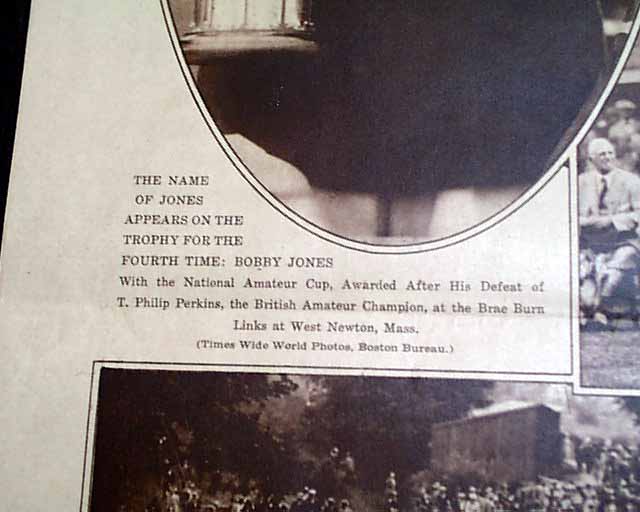 THE NAME
OF JONES
APPEARS ON THE
TROPHY FOR THE
FOURTH TIME: BOBBY JONES
With the National Amateur Cup, Awarded After His Defeat of
T. Philip Perkins, the British Amateur Champion, at the Brae Burn
Links at West Newton, Mass.
(Times Wide World Photos, Boston Bureau.)